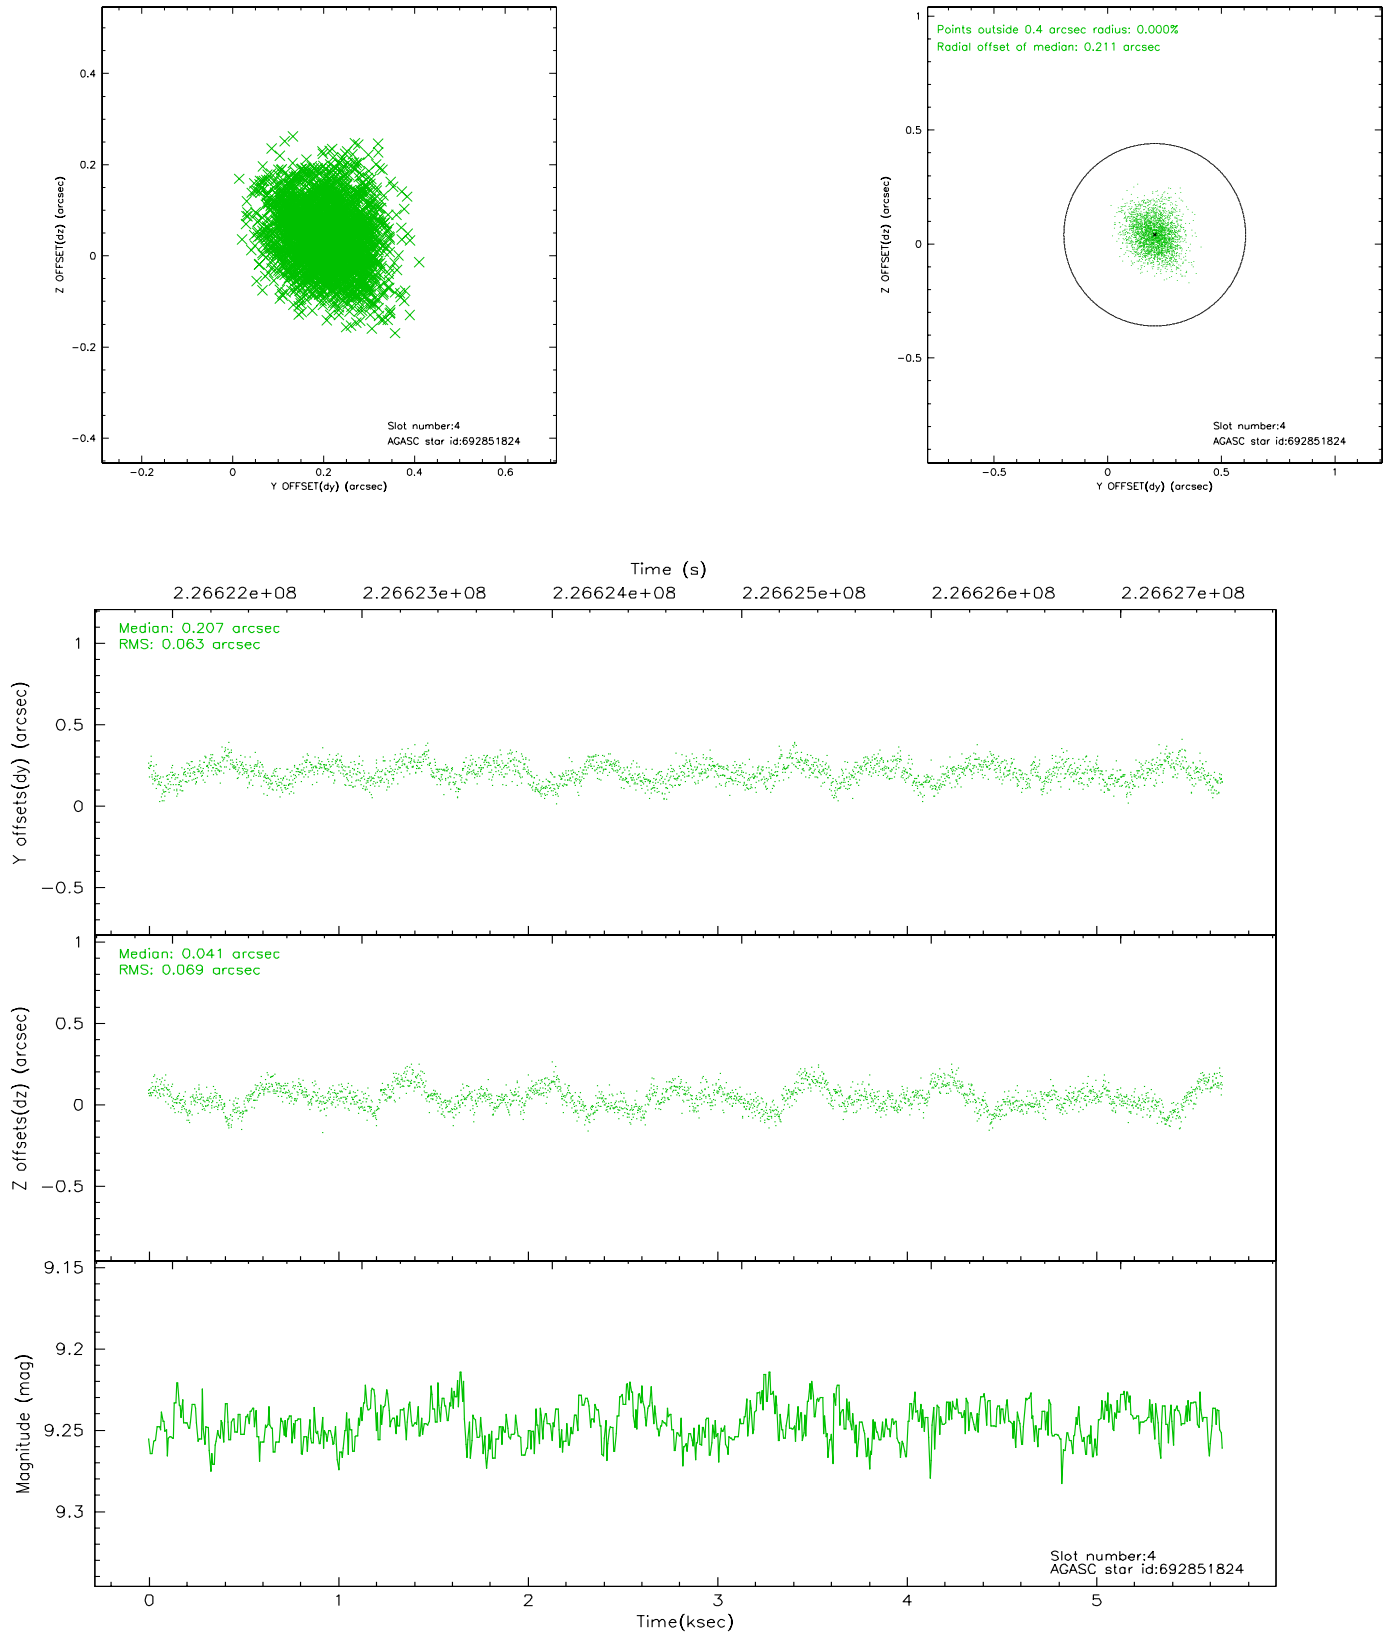 0.4
0.2
0
-0.2
-0.4
Z OFFSET(dz) (arcsec)
Slot number:4
AGASC star id:692851824
-0.2 0 0.2 0.4 0.6
Y OFFSET(dy) (arcsec)
Points outside 0.4 arcsec radius: 0.000%
Radial offset of median: 0.211 arcsec
1
0.5
0
-0.5
Z OFFSET(dz) (arcsec)
Slot number:4
AGASC star id:692851824
-0.5 0 0.5 1
Y OFFSET(dy) (arcsec)
Time (s)
2.26622e+08 2.26623e+08 2.26624e+08 2.26625e+08 2.26626e+08 2.26627e+08
Median: 0.207 arcsec
RMS: 0.063 arcsec
1
0.5
0
-0.5
Y offsets(dy) (arcsec)
Median: 0.041 arcsec
RMS: 0.069 arcsec
1
0.5
0
-0.5
Z offsets(dz) (arcsec)
9.15
9.2
9.25
9.3
Magnitude (mag)
Slot number:4
AGASC star id:692851824
0 1 2 3 4 5
Time(ksec)